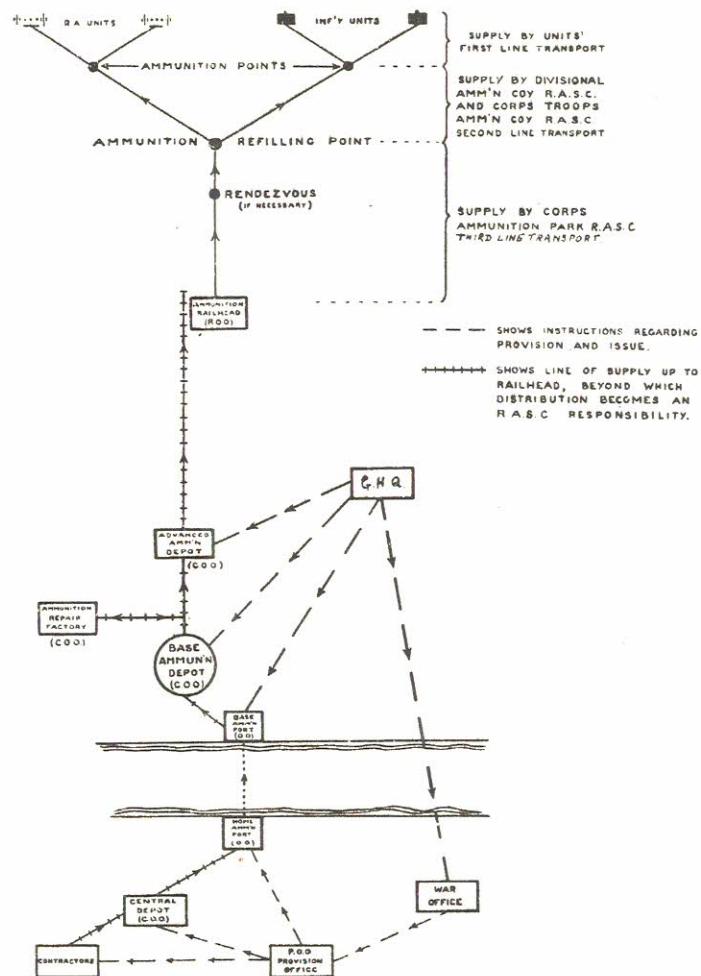 R.A UNITS
INF'Y UNITS
SUPPLY BY UNITS'
FIRST LINE TRANSPORT
AMMUNITION POINTS
SUPPLY BY DIVISIONAL
AMM'N COY R.A.S.C.
AND CORPS TROOPS
AMM'N COY R.A.S.C
SECOND LINE TRANSPORT
AMMUNITION REFILLING POINT
RENDEZVOUS
(IF NECESSARY)
SUPPLY BY CORPS
AMMUNITION PARK R.A.S.C
THIRD LINE TRANSPORT
AMMUNITION
RAILHEAD
(R.O.O)
SHOWS INSTRUCTIONS REGARDING
PROVISION AND ISSUE.
SHOWS LINE OF SUPPLY UP TO
RAILHEAD, BEYOND WHICH
DISTRIBUTION BECOMES AN
R.A.S.C RESPONSIBILITY.
G.H.Q.
ADVANCED
AMM'N
DEPOT
(C.O.O)
AMMUNITION
REPAIR
FACTORY
(C.O.O)
BASE
AMMUN'N
DEPOT
(C.O.O)
BASE
AMM'N
PORT
(O.O)
HOME
AMM'N
PORT
(O.O)
WAR
OFFICE
CENTRAL
DEPOT
(C.O.O)
CONTRACTORS
P.O.O
PROVISION
OFFICE